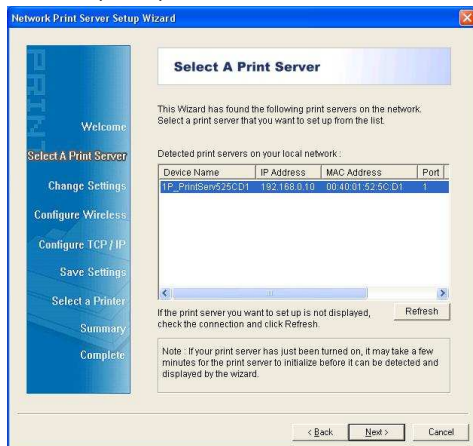 Network Print Server Setup Wizard
PRINT
Welcome
Select A Print Server
Change Settings
Configure Wireless
Configure TCP / IP
Save Settings
Select a Printer
Summary
Complete
Select A Print Server
This Wizard has found the following print servers on the network.
Select a print server that you want to set up from the list.
Detected print servers on your local network :
Device Name IP Address MAC Address Port
1P_PrintServ525CD1 192.168.0.10 00:40:01:52:5C:D1 1
If the print server you want to set up is not displayed,
check the connection and click Refresh.
Refresh
Note : If your print server has just been turned on, it may take a few
minutes for the print server to initialize before it can be detected and
displayed by the wizard.
< Back Next > Cancel